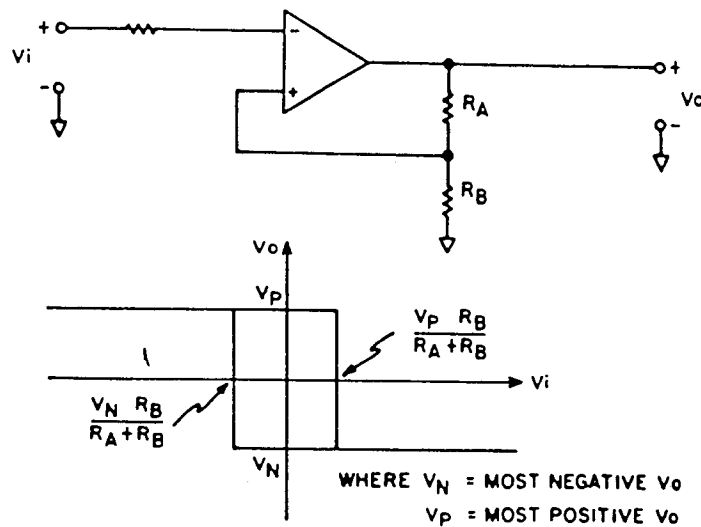 +
Vi
-
-
+
RA
RB
+
Vo
-
Vo
VP
VP RB
RA+RB
Vi
VN RB
RA+RB
VN
WHERE VN = MOST NEGATIVE Vo
VP = MOST POSITIVE Vo